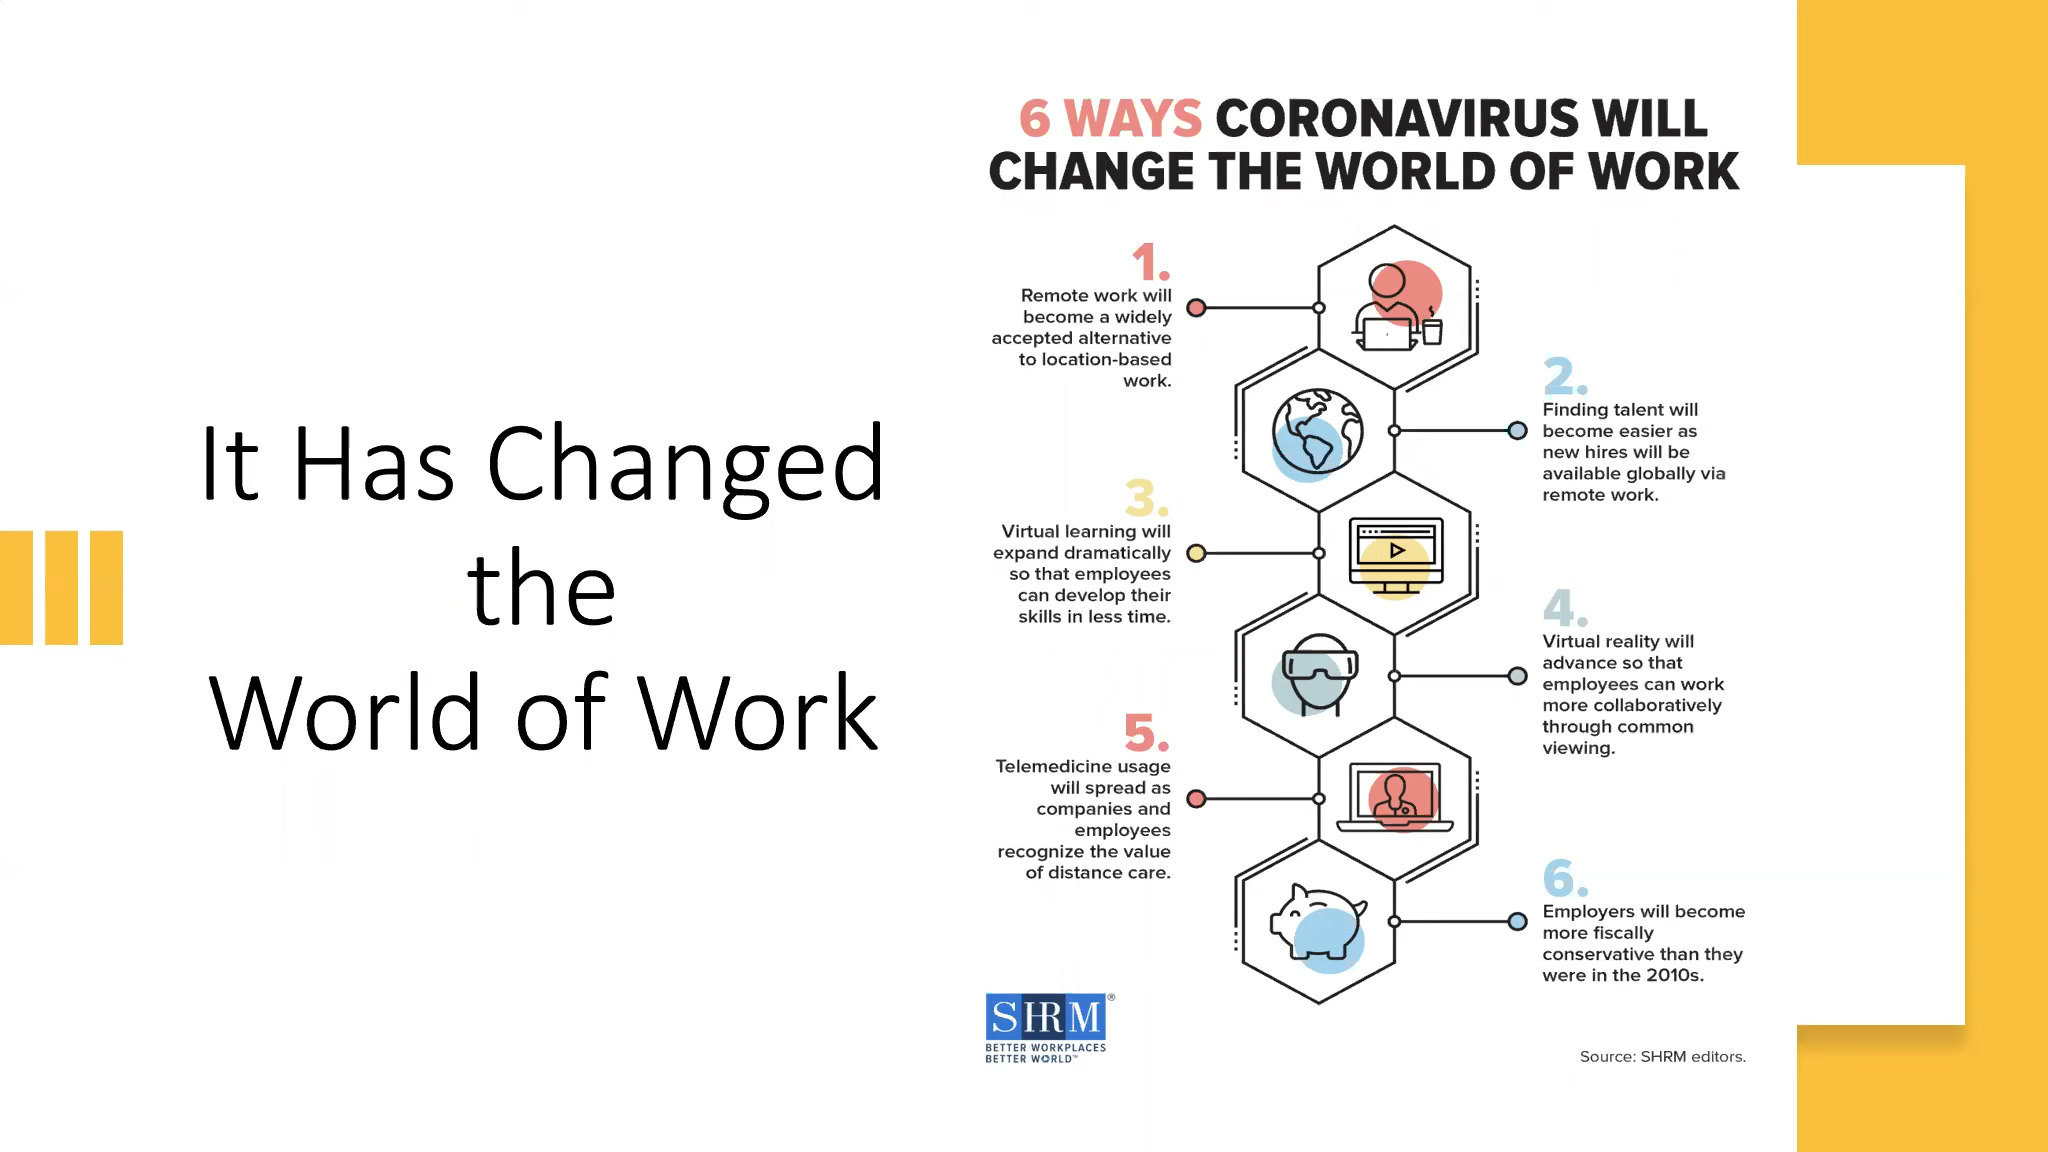 It Has Changed
the
World of Work
6 WAYS CORONAVIRUS WILL
CHANGE THE WORLD OF WORK
1.
Remote work will
become a widely
accepted alternative
to location-based
work.
2.
Finding talent will
become easier as
new hires will be
available globally via
remote work.
3.
Virtual learning will
expand dramatically
so that employees
can develop their
skills in less time.
4.
Virtual reality will
advance so that
employees can work
more collaboratively
through common
viewing.
5.
Telemedicine usage
will spread as
companies and
employees
recognize the value
of distance care.
6.
Employers will become
more fiscally
conservative than they
were in the 2010s.
SHRM®
BETTER WORKPLACES
BETTER WORLD™
Source: SHRM editors.